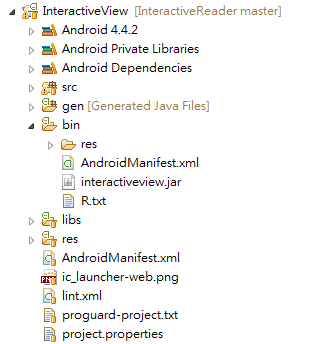 InteractiveView [InteractiveReader master]
Android 4.4.2
Android Private Libraries
Android Dependencies
src
gen [Generated Java Files]
bin
res
AndroidManifest.xml
interactiveview.jar
R.txt
libs
res
AndroidManifest.xml
ic_launcher-web.png
lint.xml
proguard-project.txt
project.properties